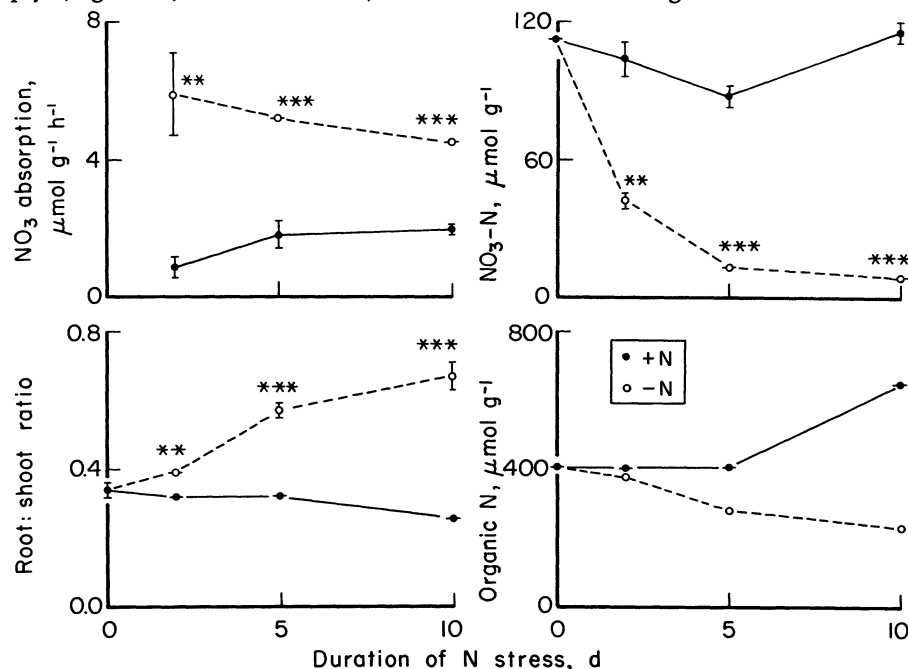 8
4
0
NO₃ absorption,
μmol g⁻¹ h⁻¹
**
***
***
120
60
0
NO₃-N, μmol g⁻¹
**
***
***
0.8
0.4
0.0
Root: shoot ratio
**
***
***
0 5 10
800
400
0
Organic N, μmol g⁻¹
+N
-N
0 5 10
Duration of N stress, d